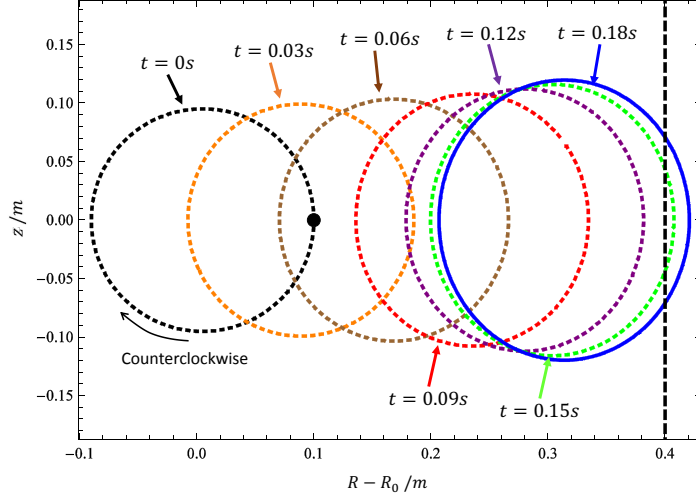 t = 0s
t = 0.03s
t = 0.06s
t = 0.12s
t = 0.18s
0.15
0.10
0.05
0.00
−0.05
−0.10
−0.15
z /m
Counterclockwise
t = 0.09s
t = 0.15s
−0.1
0.0
0.1
0.2
0.3
0.4
R − R₀ /m